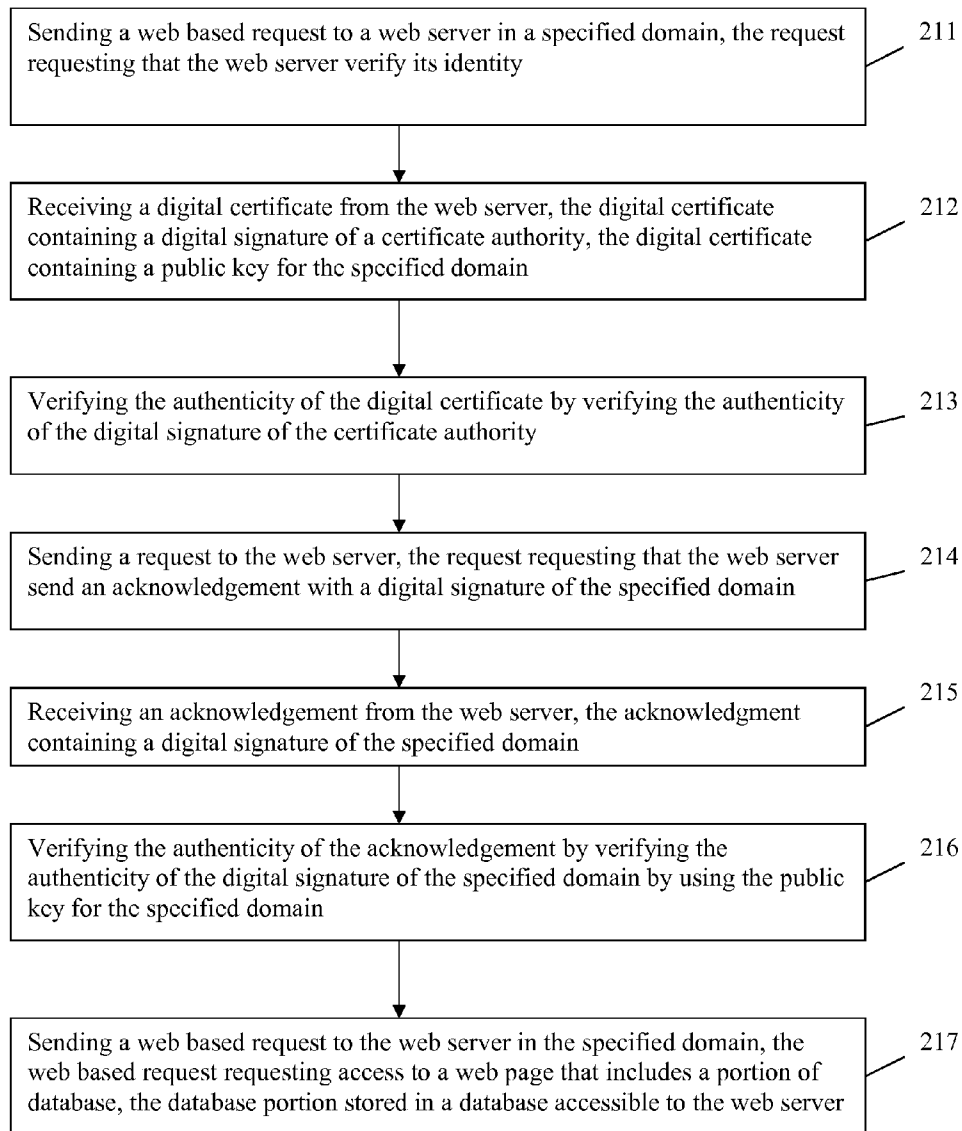 Sending a web based request to a web server in a specified domain, the request
requesting that the web server verify its identity
211
Receiving a digital certificate from the web server, the digital certificate
containing a digital signature of a certificate authority, the digital certificate
containing a public key for the specified domain
212
Verifying the authenticity of the digital certificate by verifying the authenticity
of the digital signature of the certificate authority
213
Sending a request to the web server, the request requesting that the web server
send an acknowledgement with a digital signature of the specified domain
214
Receiving an acknowledgement from the web server, the acknowledgment
containing a digital signature of the specified domain
215
Verifying the authenticity of the acknowledgement by verifying the
authenticity of the digital signature of the specified domain by using the public
key for the specified domain
216
Sending a web based request to the web server in the specified domain, the
web based request requesting access to a web page that includes a portion of
database, the database portion stored in a database accessible to the web server
217